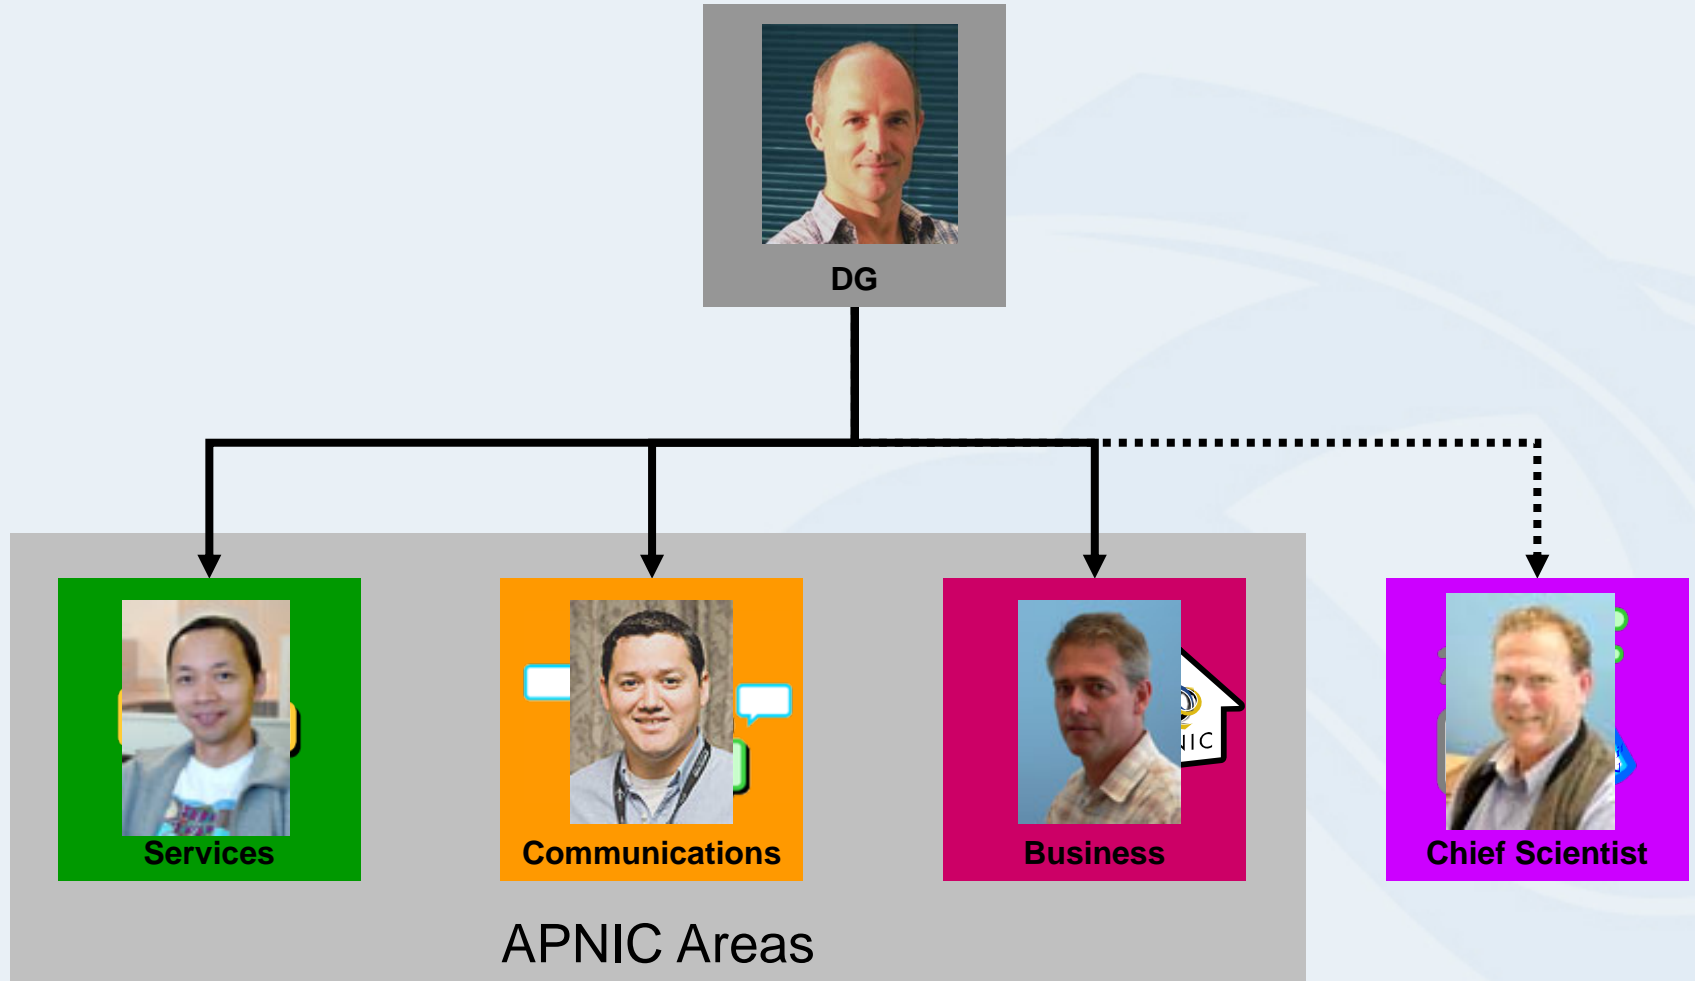 DG
Services
Communications
Business
Chief Scientist
APNIC Areas